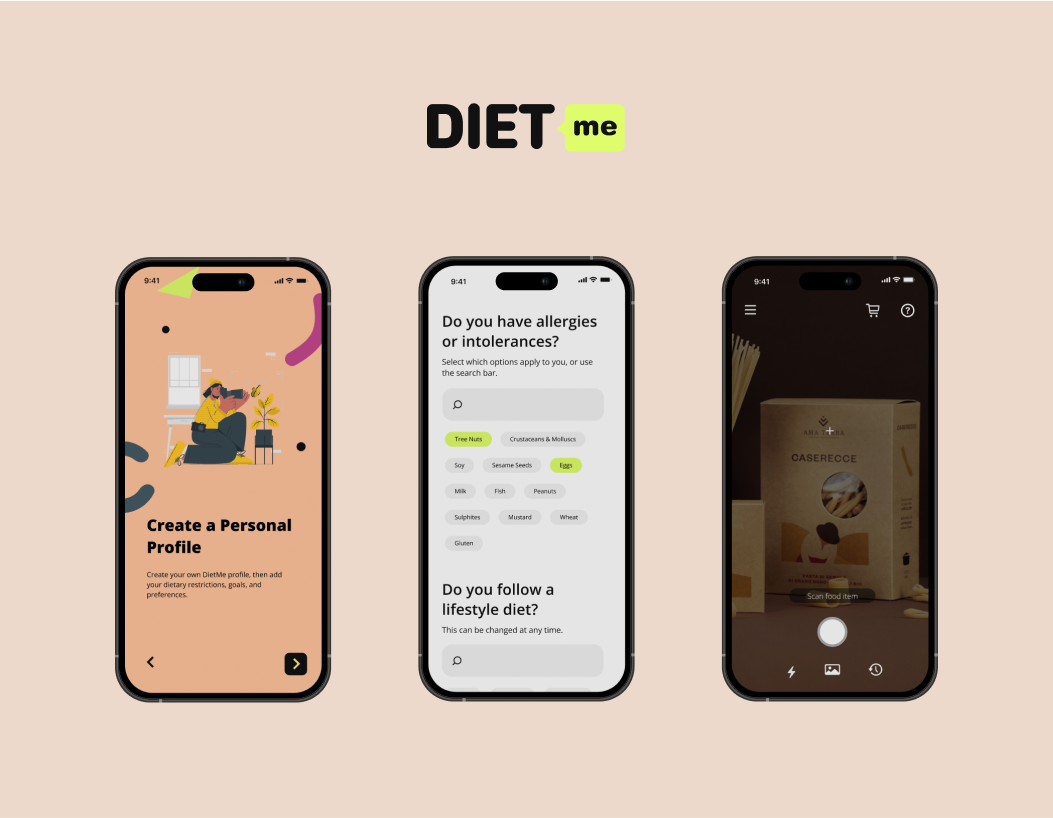 DIET me
9:41
Create a Personal
Profile
Create your own DietMe profile, then add
your dietary restrictions, goals, and
preferences.
9:41
Do you have allergies
or intolerances?
Select which options apply to you, or use
the search bar.
Tree Nuts
Crustaceans & Molluscs
Soy
Sesame Seeds
Eggs
Milk
Fish
Peanuts
Sulphites
Mustard
Wheat
Gluten
Do you follow a
lifestyle diet?
This can be changed at any time.
9:41
CASERECCE
Scan food item